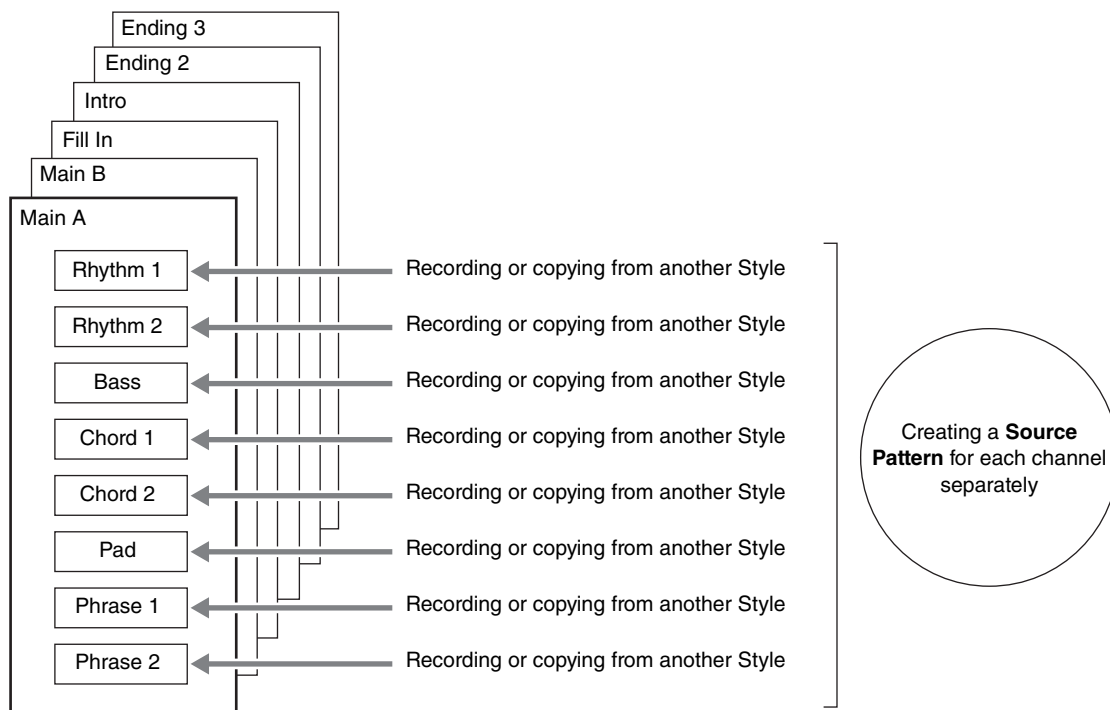 Ending 3
Ending 2
Intro
Fill In
Main B
Main A
Rhythm 1
Recording or copying from another Style
Rhythm 2
Recording or copying from another Style
Bass
Recording or copying from another Style
Chord 1
Recording or copying from another Style
Chord 2
Recording or copying from another Style
Pad
Recording or copying from another Style
Phrase 1
Recording or copying from another Style
Phrase 2
Recording or copying from another Style
Creating a Source
Pattern for each channel
separately